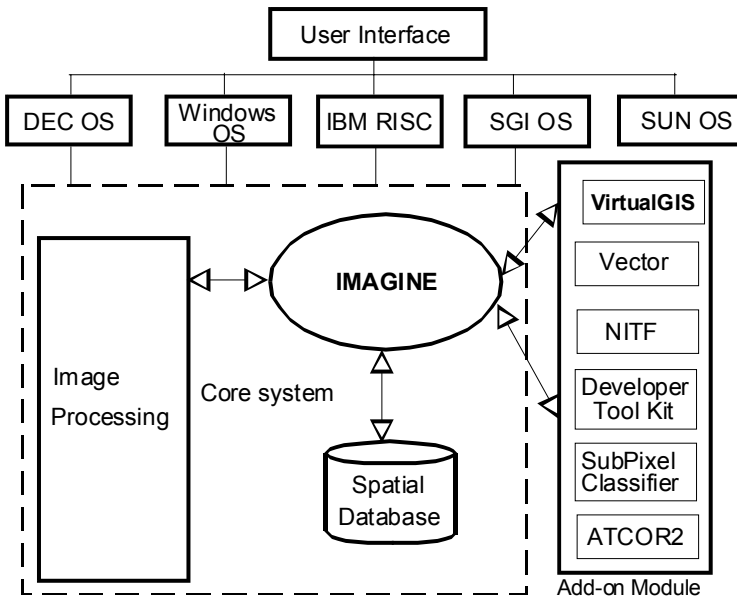 User Interface
DEC OS
Windows
OS
IBM RISC
SGI OS
SUN OS
VirtualGIS
Vector
NITF
Developer
Tool Kit
SubPixel
Classifier
ATCOR2
Add-on Module
IMAGINE
Image
Processing
Core system
Spatial
Database